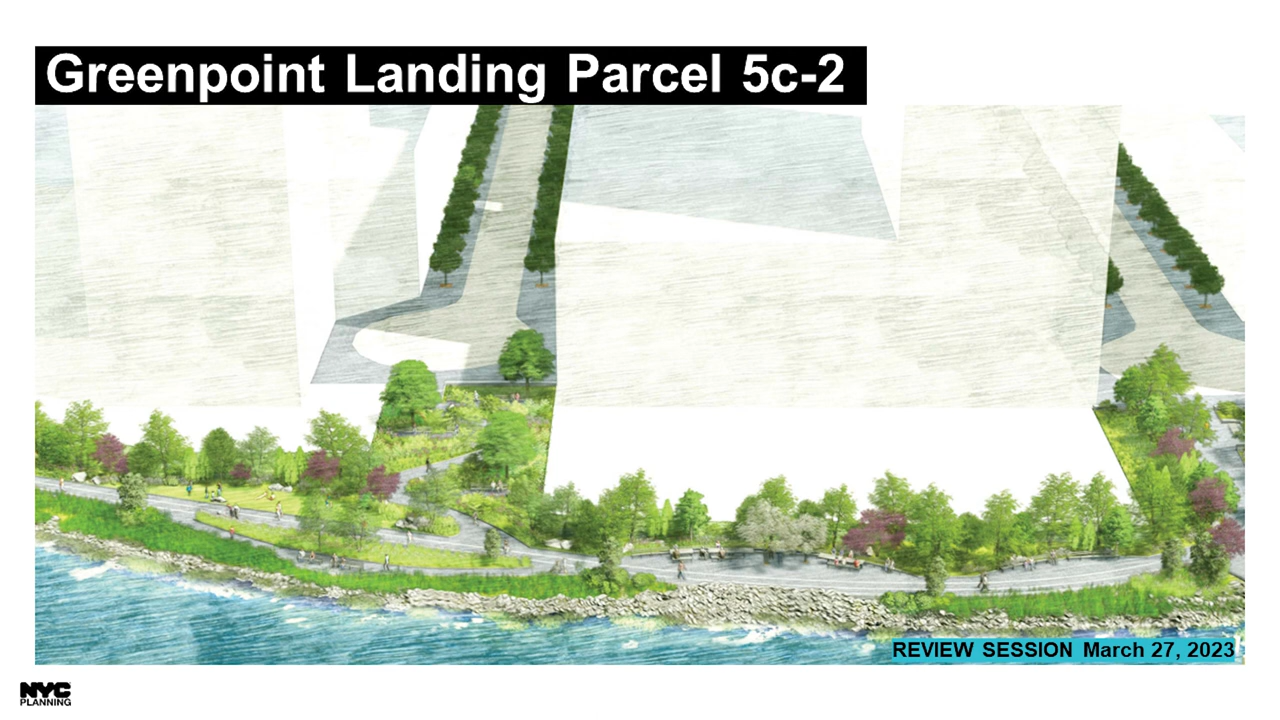 Greenpoint Landing Parcel 5c-2
REVIEW SESSION March 27, 2023
NYC
PLANNING